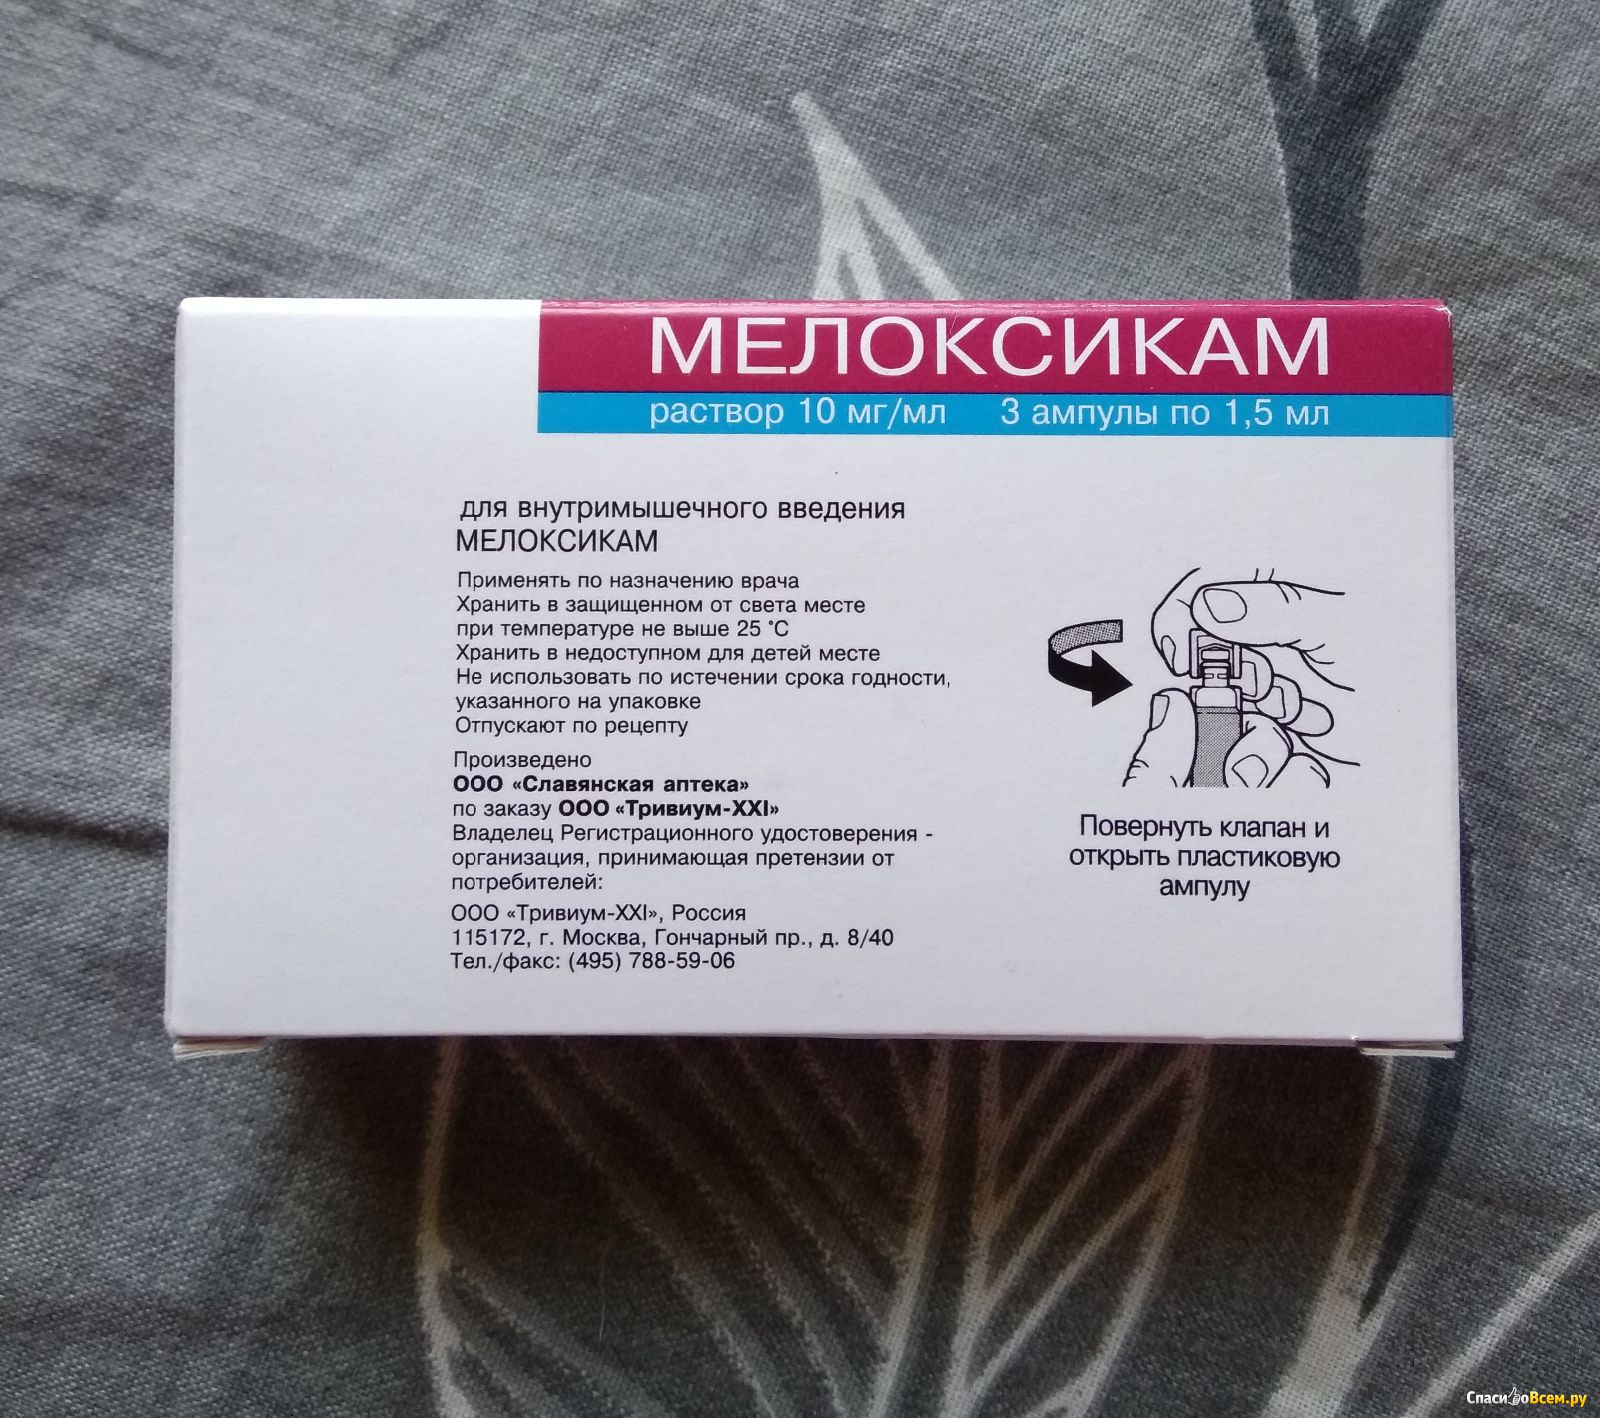 МЕЛОКСИКАМ
раствор 10 мг/мл 3 ампулы по 1,5 мл
для внутримышечного введения
МЕЛОКСИКАМ
Применять по назначению врача
Хранить в защищенном от света месте
при температуре не выше 25 °С
Хранить в недоступном для детей месте
Не использовать по истечении срока годности,
указанного на упаковке
Отпускают по рецепту
Произведено
ООО «Славянская аптека»
по заказу ООО «Тривиум-XXI»
Владелец Регистрационного удостоверения -
организация, принимающая претензии от
потребителей:
ООО «Тривиум-XXI», Россия
115172, г. Москва, Гончарный пр., д. 8/40
Тел./факс: (495) 788-59-06
Повернуть клапан и
открыть пластиковую
ампулу
СпасибоВсем.ру